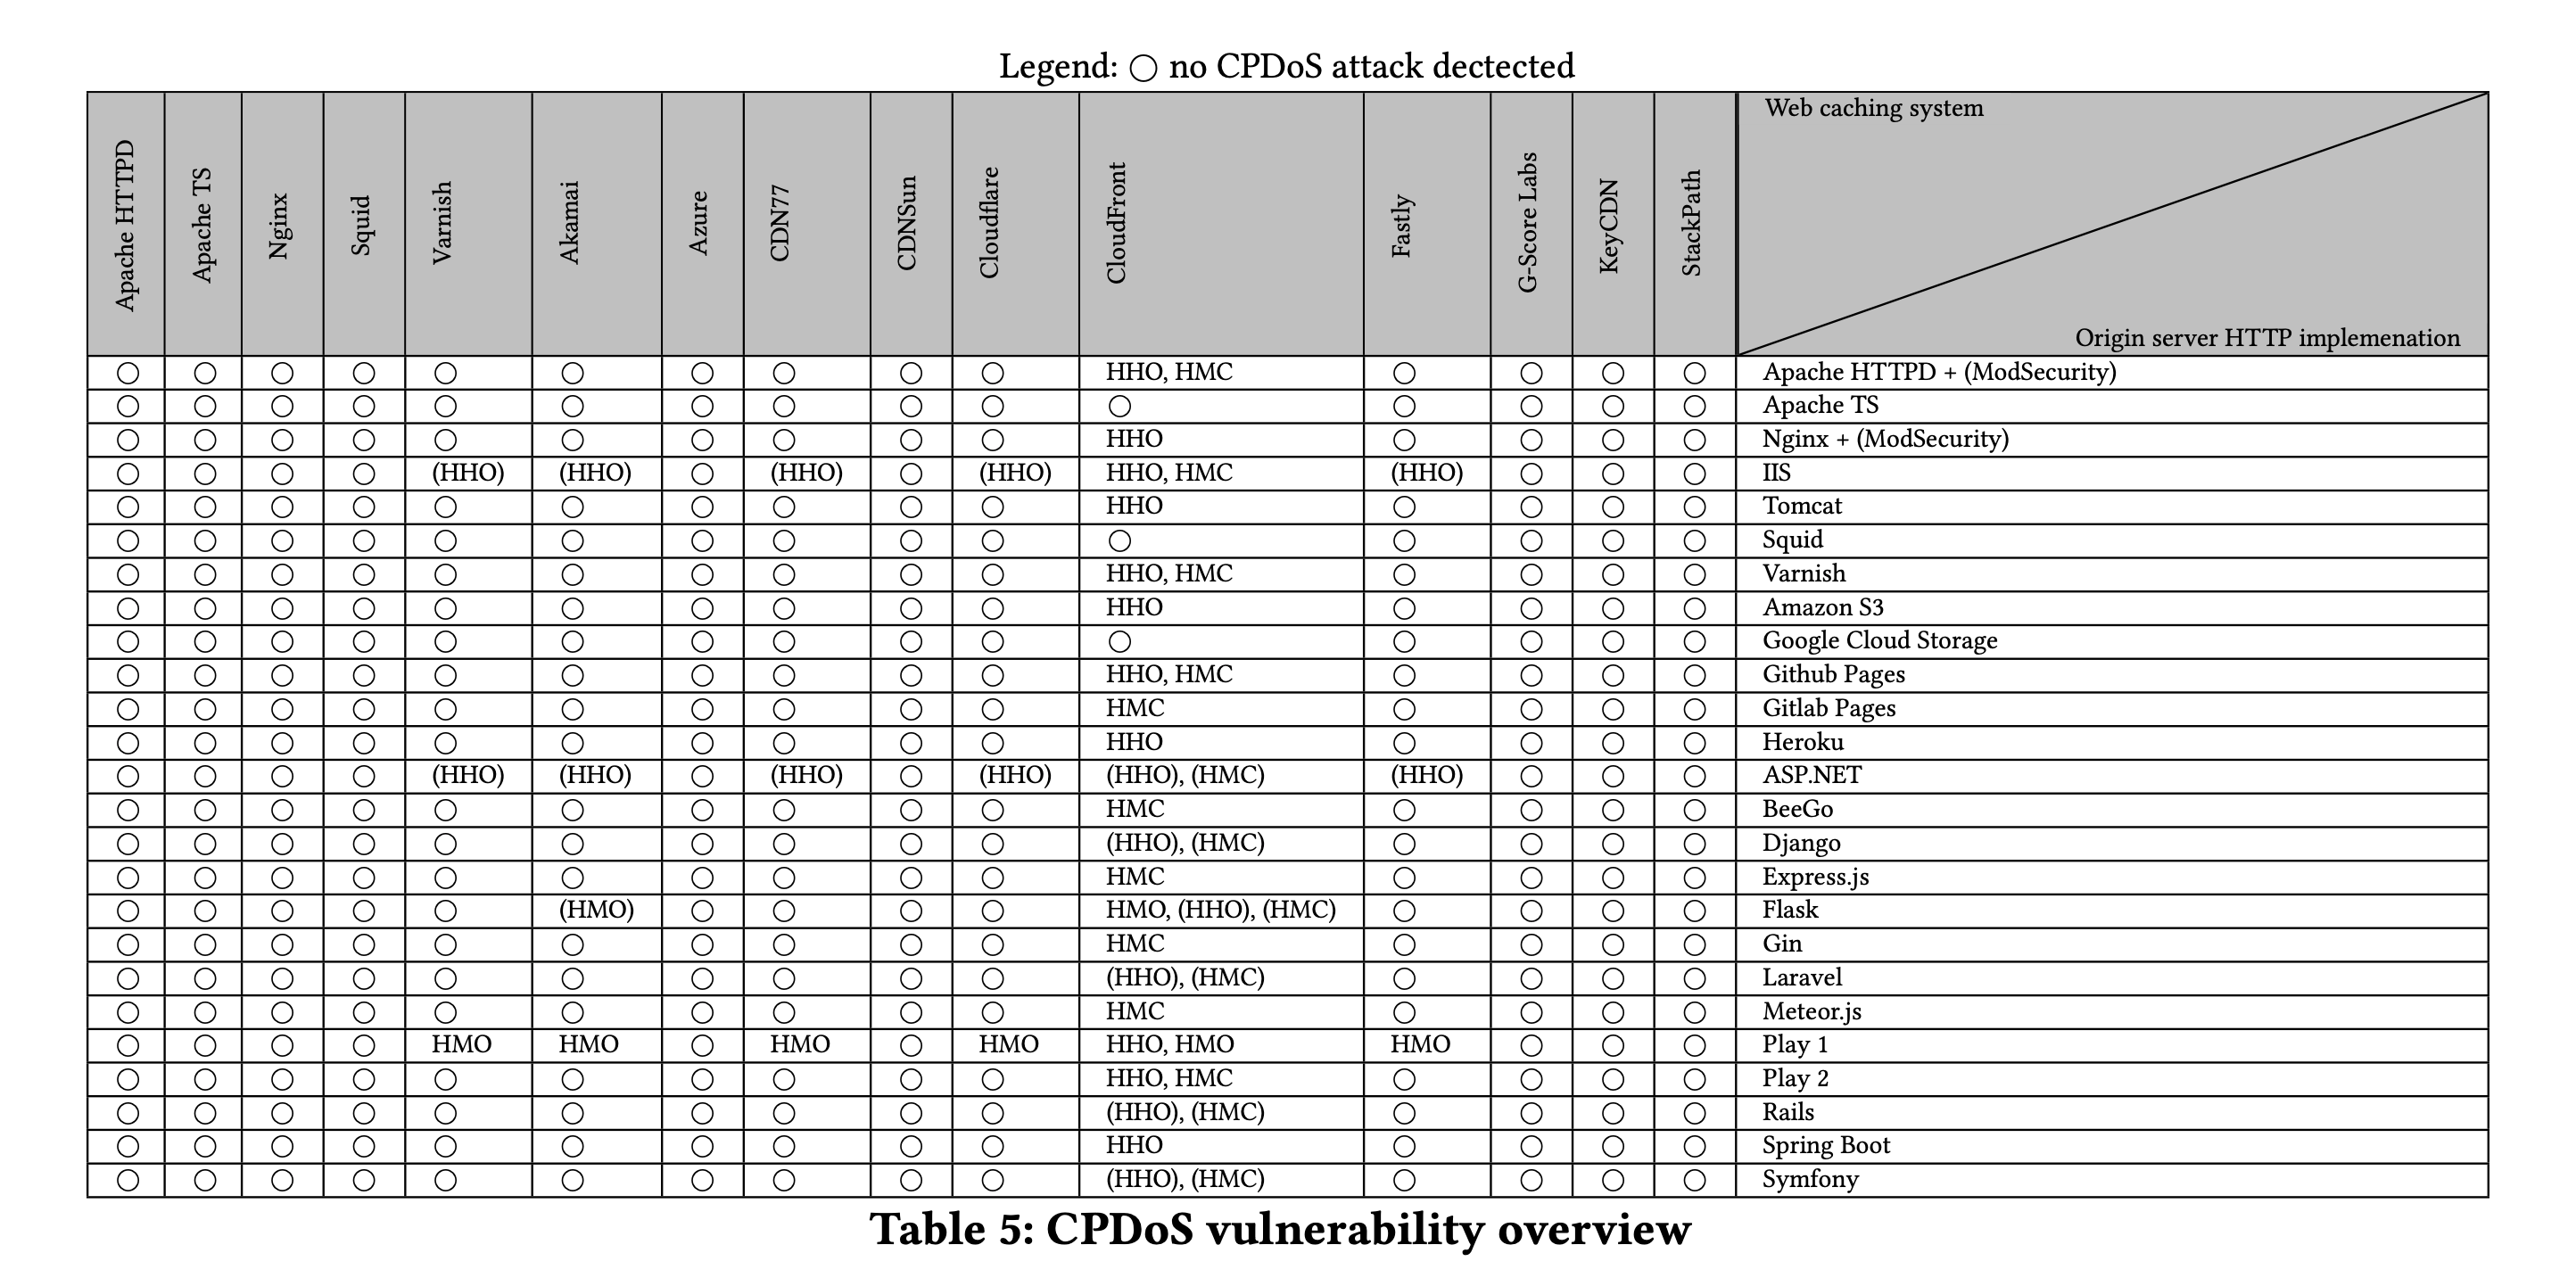 Legend: ○ no CPDoS attack dectected
Apache HTTPD Apache TS Nginx Squid Varnish Akamai Azure CDN77 CDNSun Cloudflare CloudFront Fastly G-Score Labs KeyCDN StackPath Web caching system
Origin server HTTP implemenation
○ ○ ○ ○ ○ ○ ○ ○ ○ ○ HHO, HMC ○ ○ ○ ○ Apache HTTPD + (ModSecurity)
○ ○ ○ ○ ○ ○ ○ ○ ○ ○ ○ ○ ○ ○ ○ Apache TS
○ ○ ○ ○ ○ ○ ○ ○ ○ ○ HHO ○ ○ ○ ○ Nginx + (ModSecurity)
○ ○ ○ ○ (HHO) (HHO) ○ (HHO) ○ (HHO) HHO, HMC (HHO) ○ ○ ○ IIS
○ ○ ○ ○ ○ ○ ○ ○ ○ ○ HHO ○ ○ ○ ○ Tomcat
○ ○ ○ ○ ○ ○ ○ ○ ○ ○ ○ ○ ○ ○ ○ Squid
○ ○ ○ ○ ○ ○ ○ ○ ○ ○ HHO, HMC ○ ○ ○ ○ Varnish
○ ○ ○ ○ ○ ○ ○ ○ ○ ○ HHO ○ ○ ○ ○ Amazon S3
○ ○ ○ ○ ○ ○ ○ ○ ○ ○ ○ ○ ○ ○ ○ Google Cloud Storage
○ ○ ○ ○ ○ ○ ○ ○ ○ ○ HHO, HMC ○ ○ ○ ○ Github Pages
○ ○ ○ ○ ○ ○ ○ ○ ○ ○ HMC ○ ○ ○ ○ Gitlab Pages
○ ○ ○ ○ ○ ○ ○ ○ ○ ○ HHO ○ ○ ○ ○ Heroku
○ ○ ○ ○ (HHO) (HHO) ○ (HHO) ○ (HHO) (HHO), (HMC) (HHO) ○ ○ ○ ASP.NET
○ ○ ○ ○ ○ ○ ○ ○ ○ ○ HMC ○ ○ ○ ○ BeeGo
○ ○ ○ ○ ○ ○ ○ ○ ○ ○ (HHO), (HMC) ○ ○ ○ ○ Django
○ ○ ○ ○ ○ ○ ○ ○ ○ ○ HMC ○ ○ ○ ○ Express.js
○ ○ ○ ○ ○ (HMO) ○ ○ ○ ○ HMO, (HHO), (HMC) ○ ○ ○ ○ Flask
○ ○ ○ ○ ○ ○ ○ ○ ○ ○ HMC ○ ○ ○ ○ Gin
○ ○ ○ ○ ○ ○ ○ ○ ○ ○ (HHO), (HMC) ○ ○ ○ ○ Laravel
○ ○ ○ ○ ○ ○ ○ ○ ○ ○ HMC ○ ○ ○ ○ Meteor.js
○ ○ ○ ○ HMO HMO ○ HMO ○ HMO HHO, HMO HMO ○ ○ ○ Play 1
○ ○ ○ ○ ○ ○ ○ ○ ○ ○ HHO, HMC ○ ○ ○ ○ Play 2
○ ○ ○ ○ ○ ○ ○ ○ ○ ○ (HHO), (HMC) ○ ○ ○ ○ Rails
○ ○ ○ ○ ○ ○ ○ ○ ○ ○ HHO ○ ○ ○ ○ Spring Boot
○ ○ ○ ○ ○ ○ ○ ○ ○ ○ (HHO), (HMC) ○ ○ ○ ○ Symfony
Table 5: CPDoS vulnerability overview